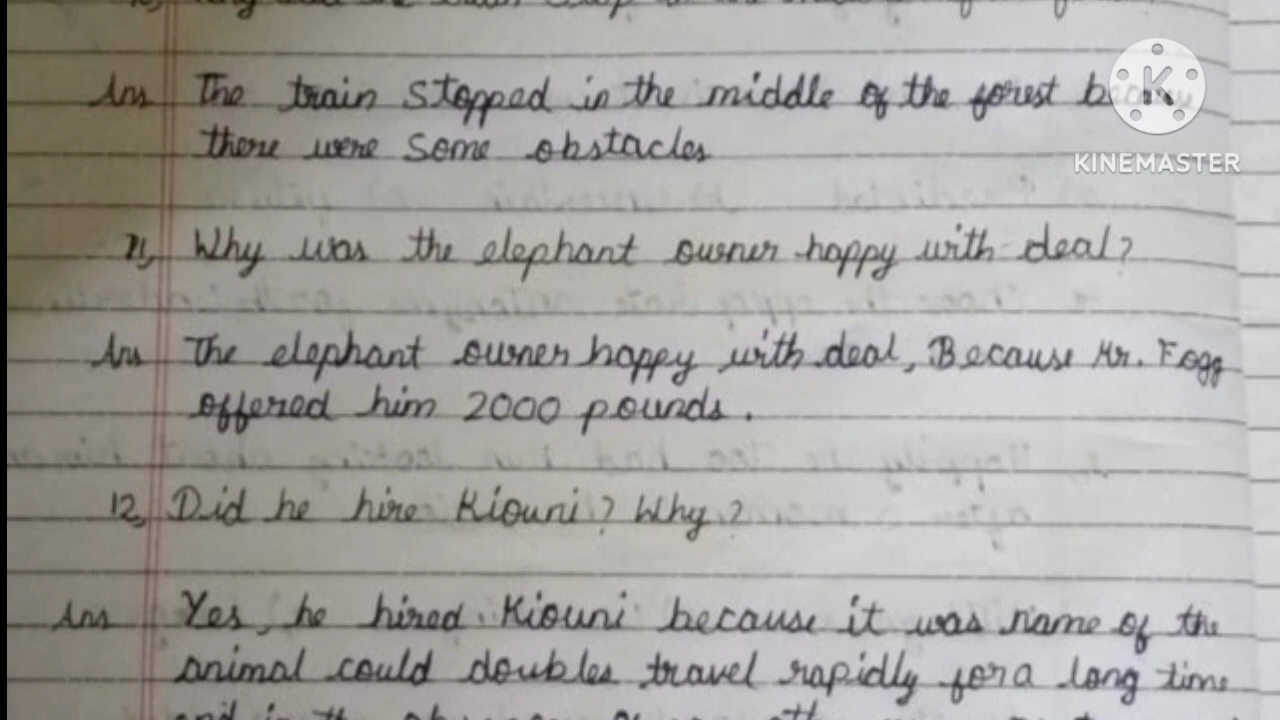 Ans The train stopped in the middle of the forest
there were some obstacles
KINEMASTER
11, Why was the elephant owner happy with deal?
Ans The elephant owner happy with deal, Because Mr. Fogg
offered him 2000 pounds.
12, Did he hire Kiouni? Why?
Ans Yes, he hired Kiouni because it was name of the
animal could doubles travel rapidly for a long time